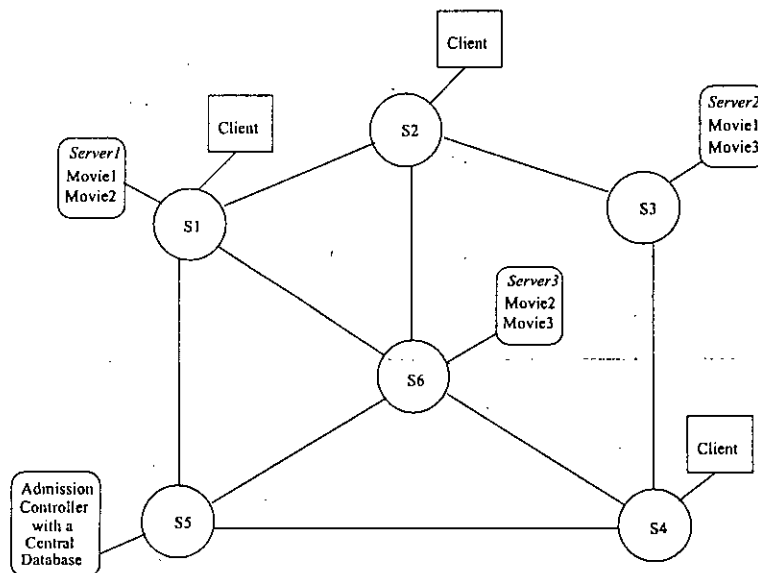 Client
Client
Server2
Movie1
Movie3
Server1
Movie1
Movie2
S2
S3
S1
Server3
Movie2
Movie3
S6
Client
Admission
Controller
with a
Central
Database
S5
S4